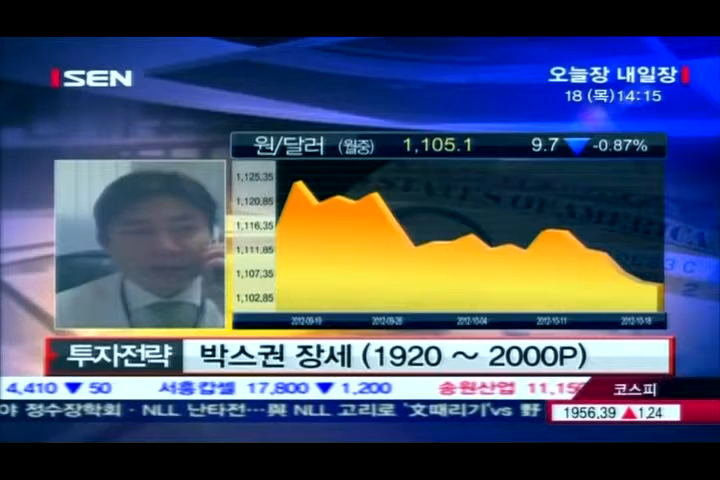 SEN
오늘장 내일장
18 (목) 14:15
원/달러 (월중) 1,105.1 9.7 ▼ -0.87%
1,125.35
1,120.85
1,116.35
1,111.85
1,107.35
1,102.85
2012-09-19 2012-09-26 2012-10-04 2012-10-11 2012-10-18
투자전략 박스권 장세 (1920 ~ 2000P)
4,410 ▼ 50 서흥캅셀 17,800 ▼ 1,200 송원산업 11,15
코스피
야 정수장학회 · NLL 난타전…與 NLL 고리로 '文때리기'vs 野
1956.39 ▲ 1.24